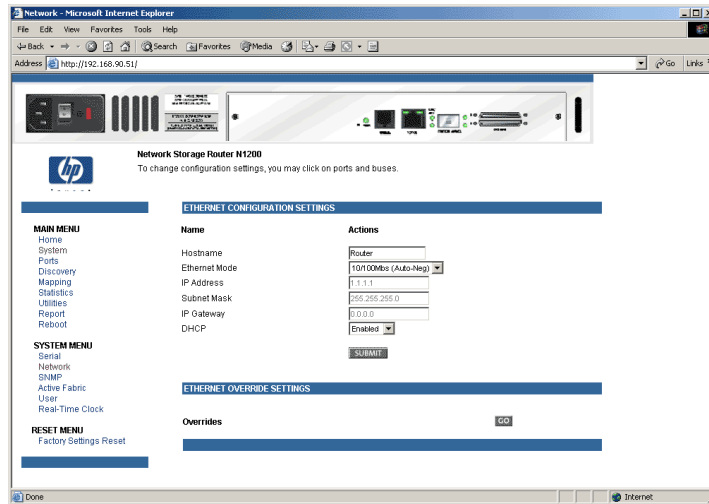 Network - Microsoft Internet Explorer
File Edit View Favorites Tools Help
Back Search Favorites Media
Address http://192.168.90.51/ Go Links
hp
invent
Network Storage Router N1200
To change configuration settings, you may click on ports and buses.
ETHERNET CONFIGURATION SETTINGS
MAIN MENU
Home
System
Ports
Discovery
Mapping
Statistics
Utilities
Report
Reboot
SYSTEM MENU
Serial
Network
SNMP
Active Fabric
User
Real-Time Clock
RESET MENU
Factory Settings Reset
Name Actions
Hostname Router
Ethernet Mode 10/100Mbs (Auto-Neg)
IP Address 1.1.1.1
Subnet Mask 255.255.255.0
IP Gateway 0.0.0.0
DHCP Enabled
SUBMIT
ETHERNET OVERRIDE SETTINGS
Overrides GO
Done Internet